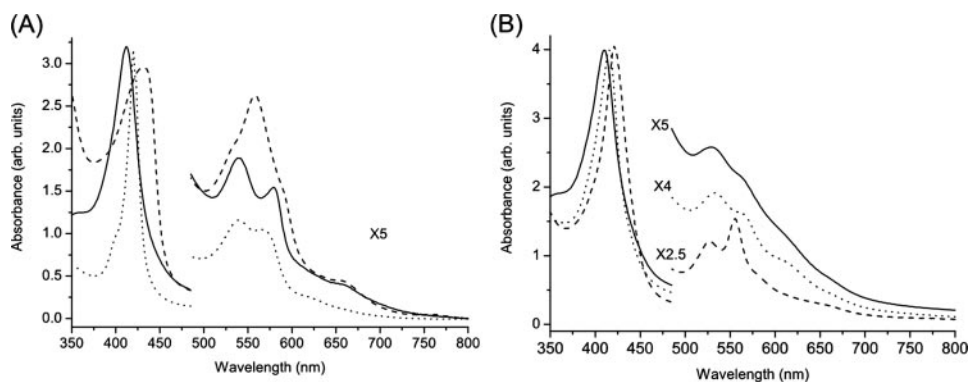 (A)
Absorbance (arb. units)
3.0
2.5
2.0
1.5
1.0
0.5
0.0
X5
350 400 450 500 550 600 650 700 750 800
Wavelength (nm)
(B)
Absorbance (arb. units)
4
3
2
1
0
X5
X4
X2.5
350 400 450 500 550 600 650 700 750 800
Wavelength (nm)